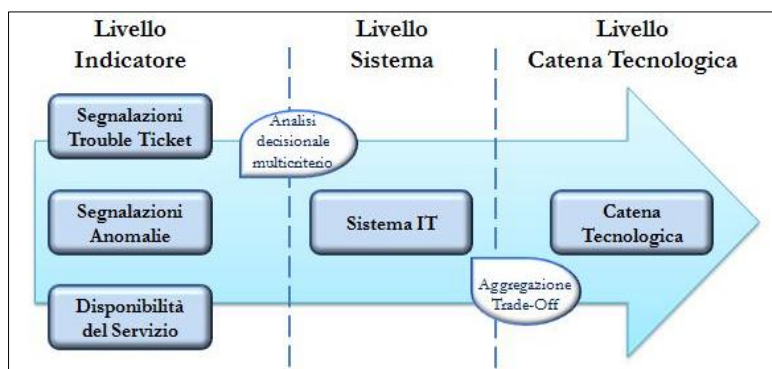 Livello
Indicatore
Livello
Sistema
Livello
Catena Tecnologica
Segnalazioni
Trouble Ticket
Analisi
decisionale
multicriterio
Segnalazioni
Anomalie
Sistema IT
Catena
Tecnologica
Aggregazione
Trade-Off
Disponibilità
del Servizio